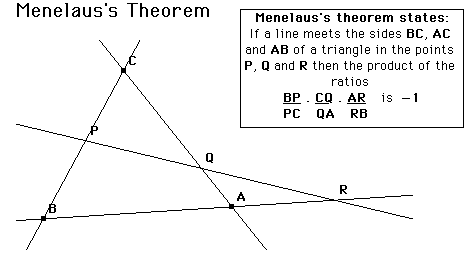 Menelaus's Theorem
Menelaus's theorem states:
If a line meets the sides BC, AC
and AB of a triangle in the points
P, Q and R then the product of the
ratios
BP . CQ . AR is −1
PC QA RB
C
P
Q
R
A
B